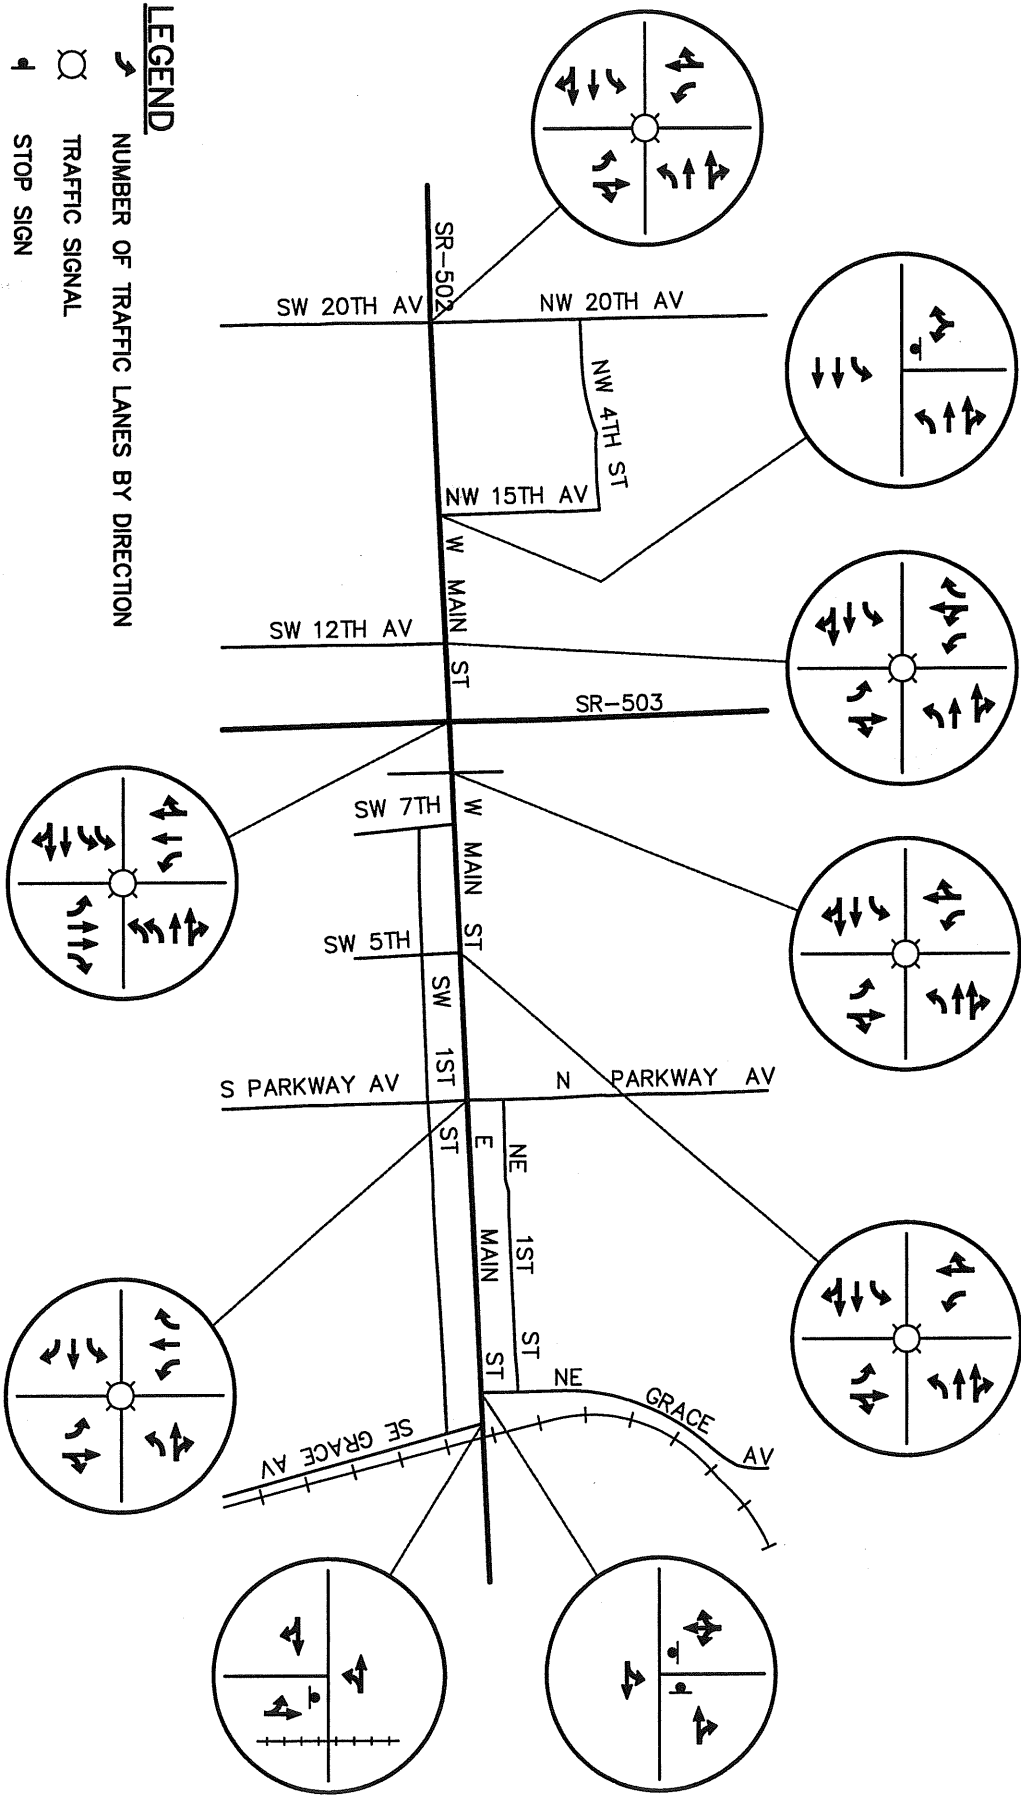 LEGEND
NUMBER OF TRAFFIC LANES BY DIRECTION
TRAFFIC SIGNAL
STOP SIGN
SR-502
SW 20TH AV
NW 20TH AV
NW 4TH ST
NW 15TH AV
W MAIN ST
SW 12TH AV
SR-503
SW 7TH
W MAIN ST
SW 5TH
SW 1ST ST
S PARKWAY AV
N PARKWAY AV
E MAIN ST
NE 1ST ST
NE GRACE AV
SE GRACE AV